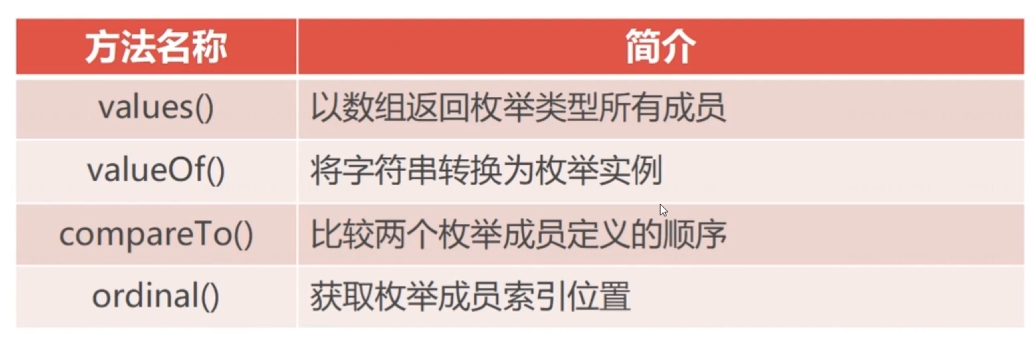 方法名称 简介
values() 以数组返回枚举类型所有成员
valueOf() 将字符串转换为枚举实例
compareTo() 比较两个枚举成员定义的顺序
ordinal() 获取枚举成员索引位置